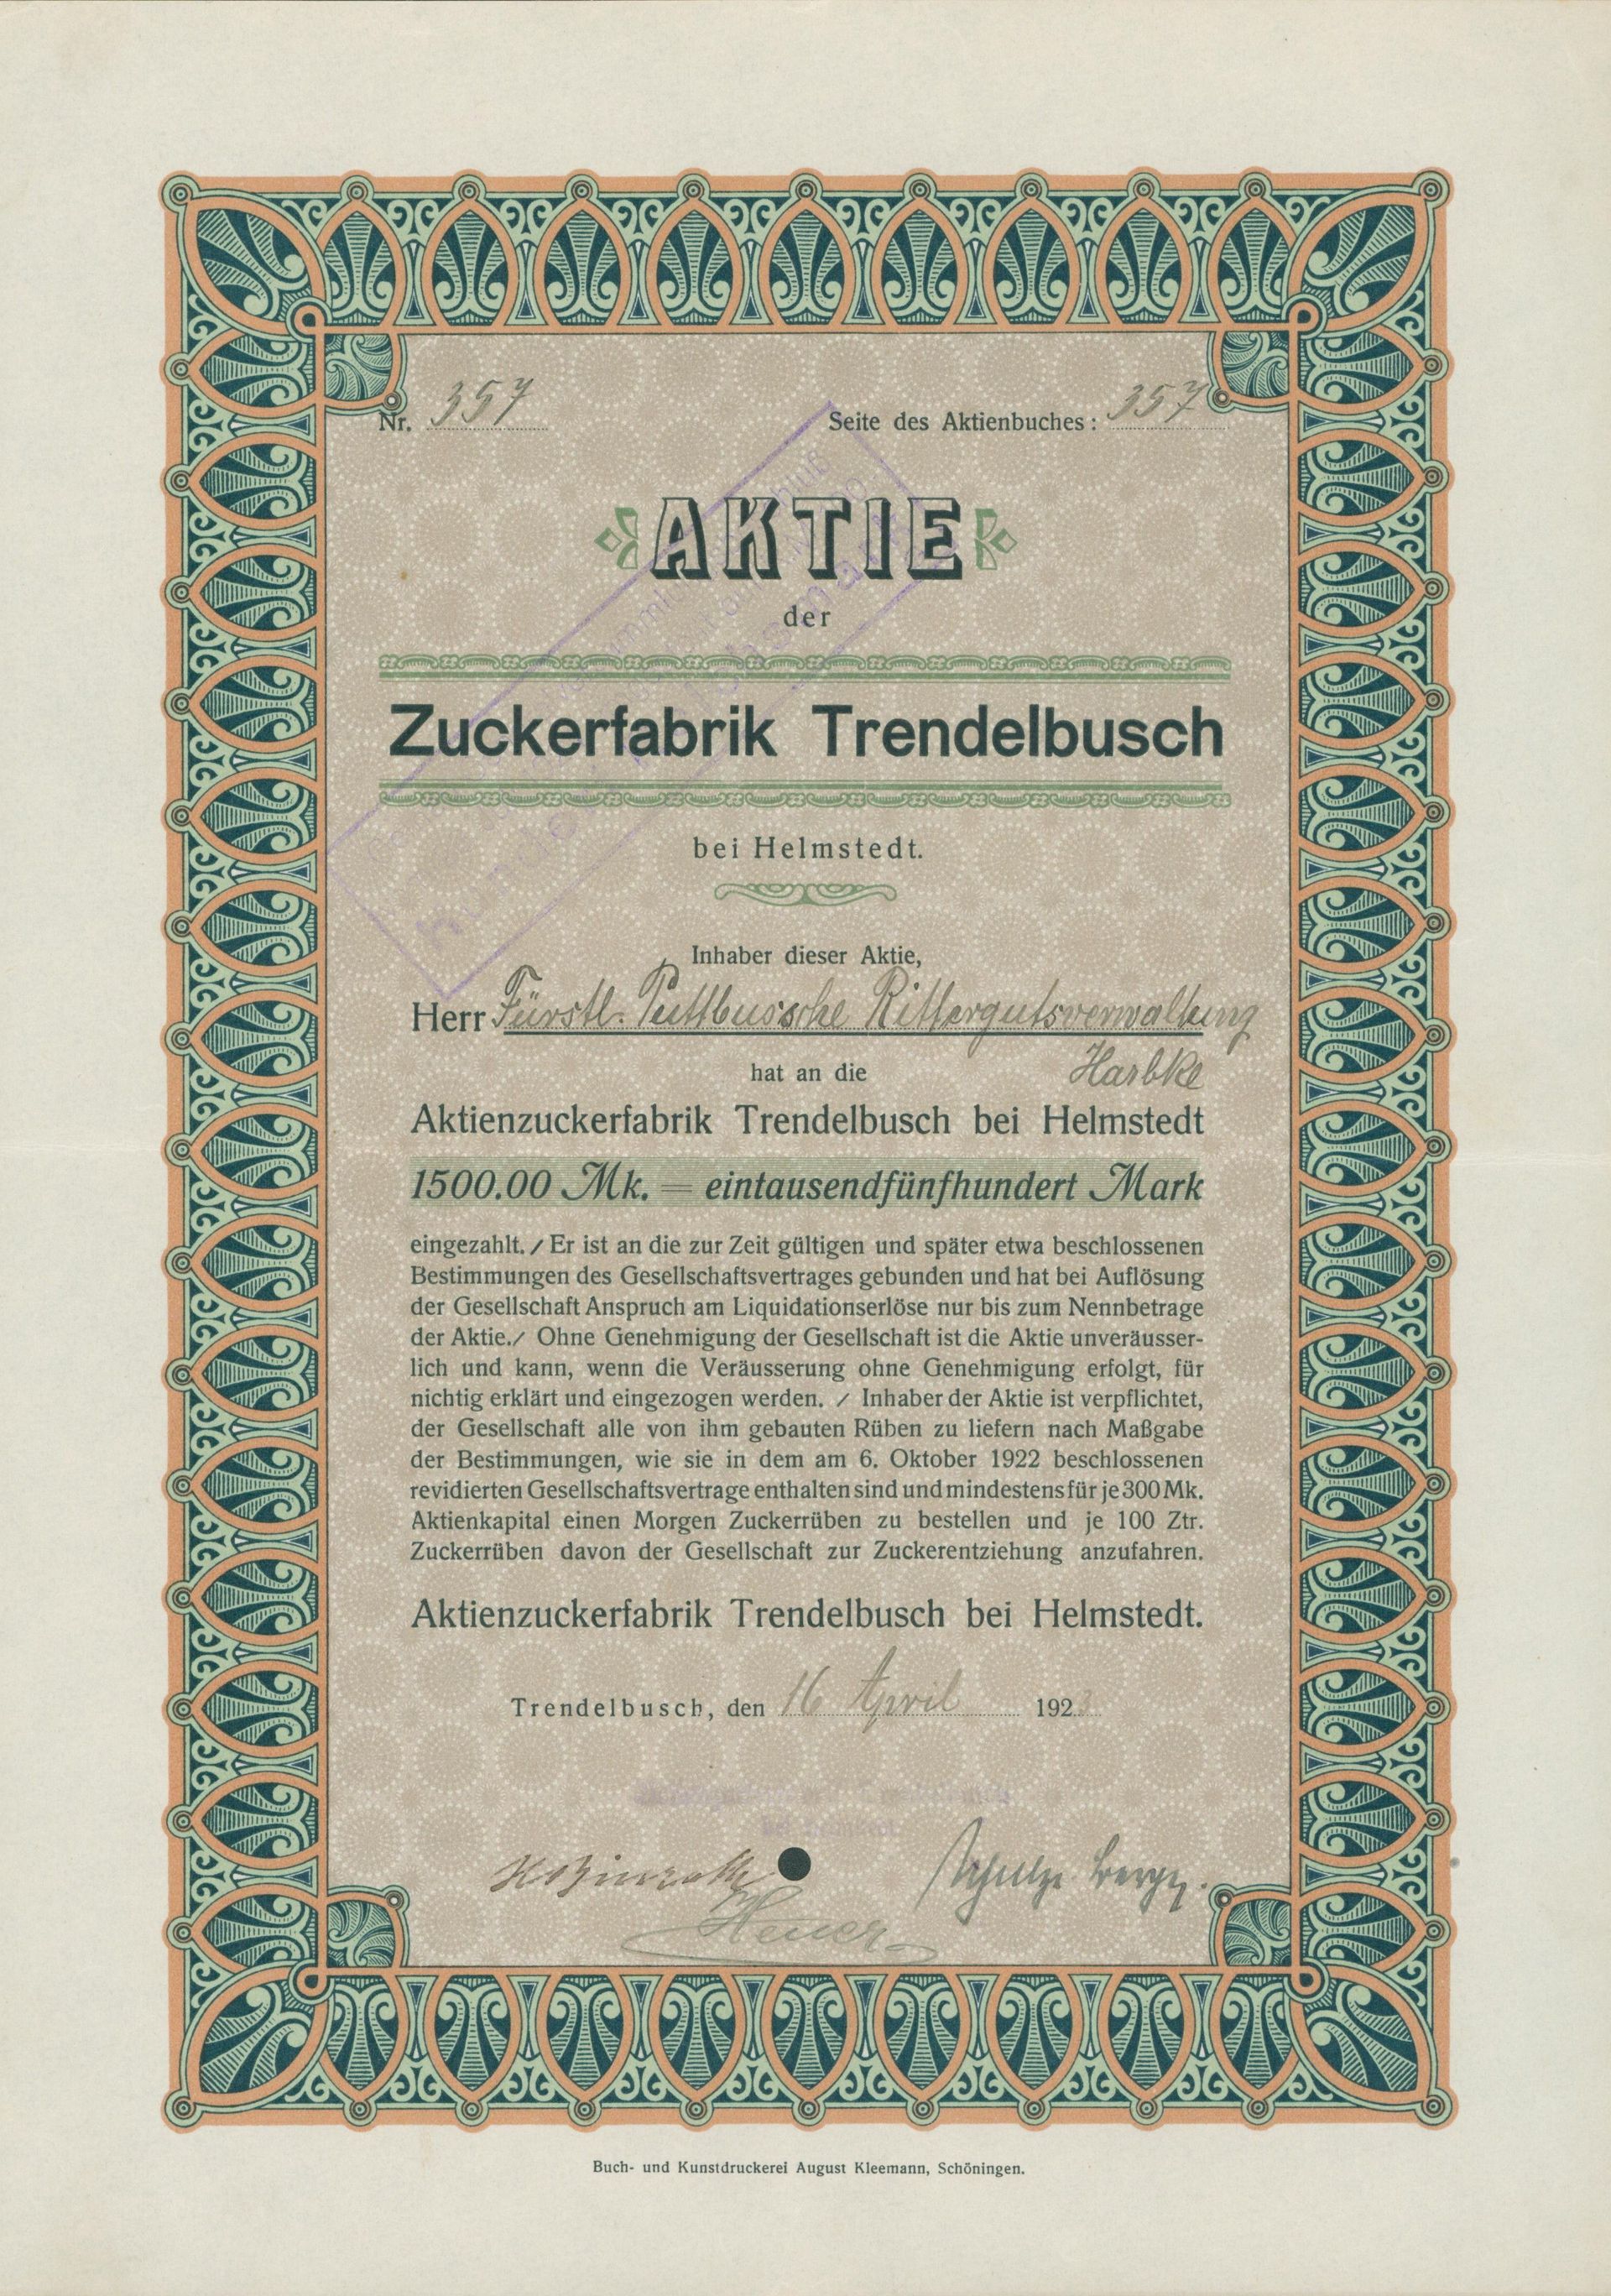 Nr. 357
Seite des Aktienbuches: 357
AKTIE
der
Zuckerfabrik Trendelbusch
bei Helmstedt.
Inhaber dieser Aktie,
Herr Fürstl. Puttbussche Rittergutsverwaltung
Harbke
hat an die
Aktienzuckerfabrik Trendelbusch bei Helmstedt
1500.00 Mk. = eintausendfünfhundert Mark
eingezahlt. / Er ist an die zur Zeit gültigen und später etwa beschlossenen
Bestimmungen des Gesellschaftsvertrages gebunden und hat bei Auflösung
der Gesellschaft Anspruch am Liquidationserlöse nur bis zum Nennbetrage
der Aktie. / Ohne Genehmigung der Gesellschaft ist die Aktie unveräusser-
lich und kann, wenn die Veräusserung ohne Genehmigung erfolgt, für
nichtig erklärt und eingezogen werden. / Inhaber der Aktie ist verpflichtet,
der Gesellschaft alle von ihm gebauten Rüben zu liefern nach Maßgabe
der Bestimmungen, wie sie in dem am 6. Oktober 1922 beschlossenen
revidierten Gesellschaftsvertrage enthalten sind und mindestens für je 300 Mk.
Aktienkapital einen Morgen Zuckerrüben zu bestellen und je 100 Ztr.
Zuckerrüben davon der Gesellschaft zur Zuckerentziehung anzufahren.
Aktienzuckerfabrik Trendelbusch bei Helmstedt.
Trendelbusch, den 16 April 1923
bei Helmstedt.
Schulze Berge.
Heuer
Buch- und Kunstdruckerei August Kleemann, Schöningen.